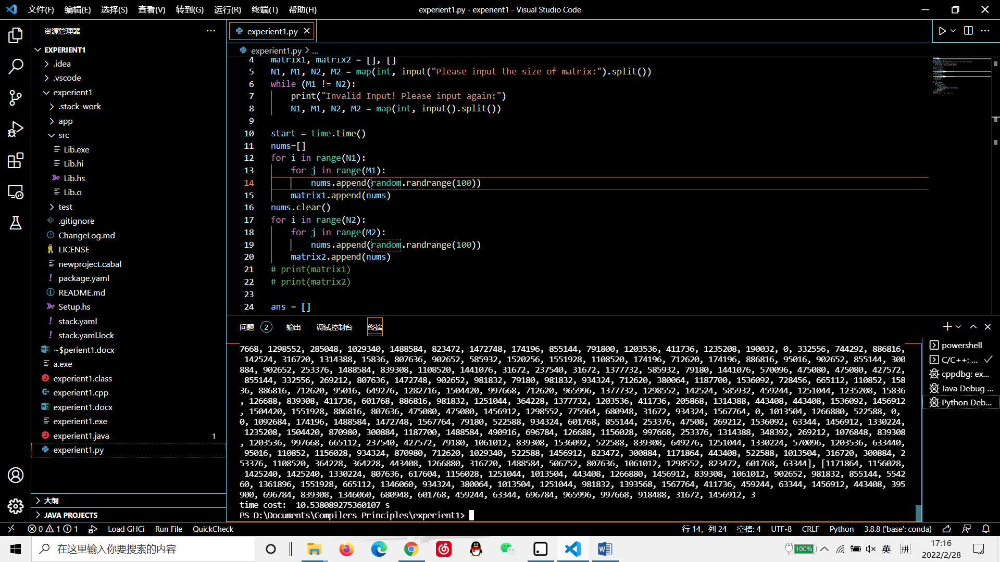 文件(F) 编辑(E) 选择(S) 查看(V) 转到(G) 运行(R) 终端(T) 帮助(H) experient1.py - experient1 - Visual Studio Code
资源管理器
EXPERIENT1
.idea
.vscode
experient1
.stack-work
app
src
Lib.exe
Lib.hi
Lib.hs
Lib.o
test
.gitignore
ChangeLog.md
LICENSE
newproject.cabal
package.yaml
README.md
Setup.hs
stack.yaml
stack.yaml.lock
~$perient1.docx
a.exe
experient1.class
experient1.cpp
experient1.docx
experient1.exe
experient1.java 1
experient1.py
大纲
JAVA PROJECTS
experient1.py
experient1.py > ...
4 matrix1, matrix2 = [], []
5 N1, M1, N2, M2 = map(int, input("Please input the size of matrix:").split())
6 while (M1 != N2):
7 print("Invalid Input! Please input again:")
8 N1, M1, N2, M2 = map(int, input().split())
9
10 start = time.time()
11 nums=[]
12 for i in range(N1):
13 for j in range(M1):
14 nums.append(random.randrange(100))
15 matrix1.append(nums)
16 nums.clear()
17 for i in range(N2):
18 for j in range(M2):
19 nums.append(random.randrange(100))
20 matrix2.append(nums)
21 # print(matrix1)
22 # print(matrix2)
23
24 ans = []
问题 2 输出 调试控制台 终端
7668, 1298552, 285048, 1029340, 1488584, 823472, 1472748, 174196, 855144, 791800, 1203536, 411736, 1235208, 190032, 0, 332556, 744292, 886816,
142524, 316720, 1314388, 15836, 807636, 902652, 585932, 1520256, 1551928, 1108520, 174196, 712620, 174196, 886816, 95016, 902652, 855144, 300
884, 902652, 253376, 1488584, 839308, 1108520, 1441076, 31672, 237540, 31672, 1377732, 585932, 79180, 1441076, 570096, 475080, 475080, 427572,
855144, 332556, 269212, 807636, 1472748, 902652, 981832, 79180, 981832, 934324, 712620, 380064, 1187700, 1536092, 728456, 665112, 110852, 158
36, 886816, 712620, 95016, 649276, 1282716, 1504420, 997668, 712620, 965996, 1377732, 1298552, 142524, 585932, 459244, 1251044, 1235208, 15836
, 126688, 839308, 411736, 601768, 886816, 981832, 1251044, 364228, 1377732, 1203536, 411736, 205868, 1314388, 443408, 443408, 1536092, 1456912
, 1504420, 1551928, 886816, 807636, 475080, 475080, 1456912, 1298552, 775964, 680948, 31672, 934324, 1567764, 0, 1013504, 1266880, 522588, 0,
0, 1092684, 174196, 1488584, 1472748, 1567764, 79180, 522588, 934324, 601768, 855144, 253376, 47508, 269212, 1536092, 63344, 1456912, 1330224,
1235208, 1504420, 870980, 300884, 1187700, 1488584, 490916, 696784, 126688, 1156028, 997668, 253376, 1314388, 348392, 269212, 1076848, 839308
, 1203536, 997668, 665112, 237540, 427572, 79180, 1061012, 839308, 1536092, 522588, 839308, 649276, 1251044, 1330224, 570096, 1203536, 633440,
95016, 110852, 1156028, 934324, 870980, 712620, 1029340, 522588, 1456912, 823472, 300884, 1171864, 443408, 522588, 1013504, 316720, 300884, 2
53376, 1108520, 364228, 364228, 443408, 1266880, 316720, 1488584, 506752, 807636, 1061012, 1298552, 823472, 601768, 63344], [1171864, 1156028,
1425240, 1425240, 1330224, 807636, 617604, 1156028, 1251044, 1013504, 443408, 1266880, 1456912, 839308, 1061012, 902652, 981832, 855144, 5542
60, 1361896, 1551928, 665112, 1346060, 934324, 380064, 1013504, 1251044, 981832, 1393568, 1567764, 411736, 459244, 63344, 1456912, 443408, 395
900, 696784, 839308, 1346060, 680948, 601768, 459244, 63344, 696784, 965996, 997668, 918488, 31672, 1456912, 3
time cost:  10.538089275360107 s
PS D:\Documents\Compilers Principles\experient1>
powershell
C/C++: ...
cppdbg: ex...
Java Debug ...
Python Deb...
0 1 1 Load GHCi Run File QuickCheck 行 14，列 24 空格: 4 UTF-8 CRLF Python 3.8.8 ('base': conda)
在这里输入你要搜索的内容
100% 英 拼
17:16
2022/2/28